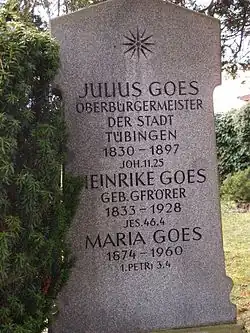 JULIUS GOES
OBERBÜRGERMEISTER
DER STADT
TÜBINGEN
1830 – 1897
JOH.11.25
HEINRIKE GOES
GEB.GFRÖRER
1833 – 1928
JES.46.4
MARIA GOES
1874 – 1960
1.PETRI 3.4